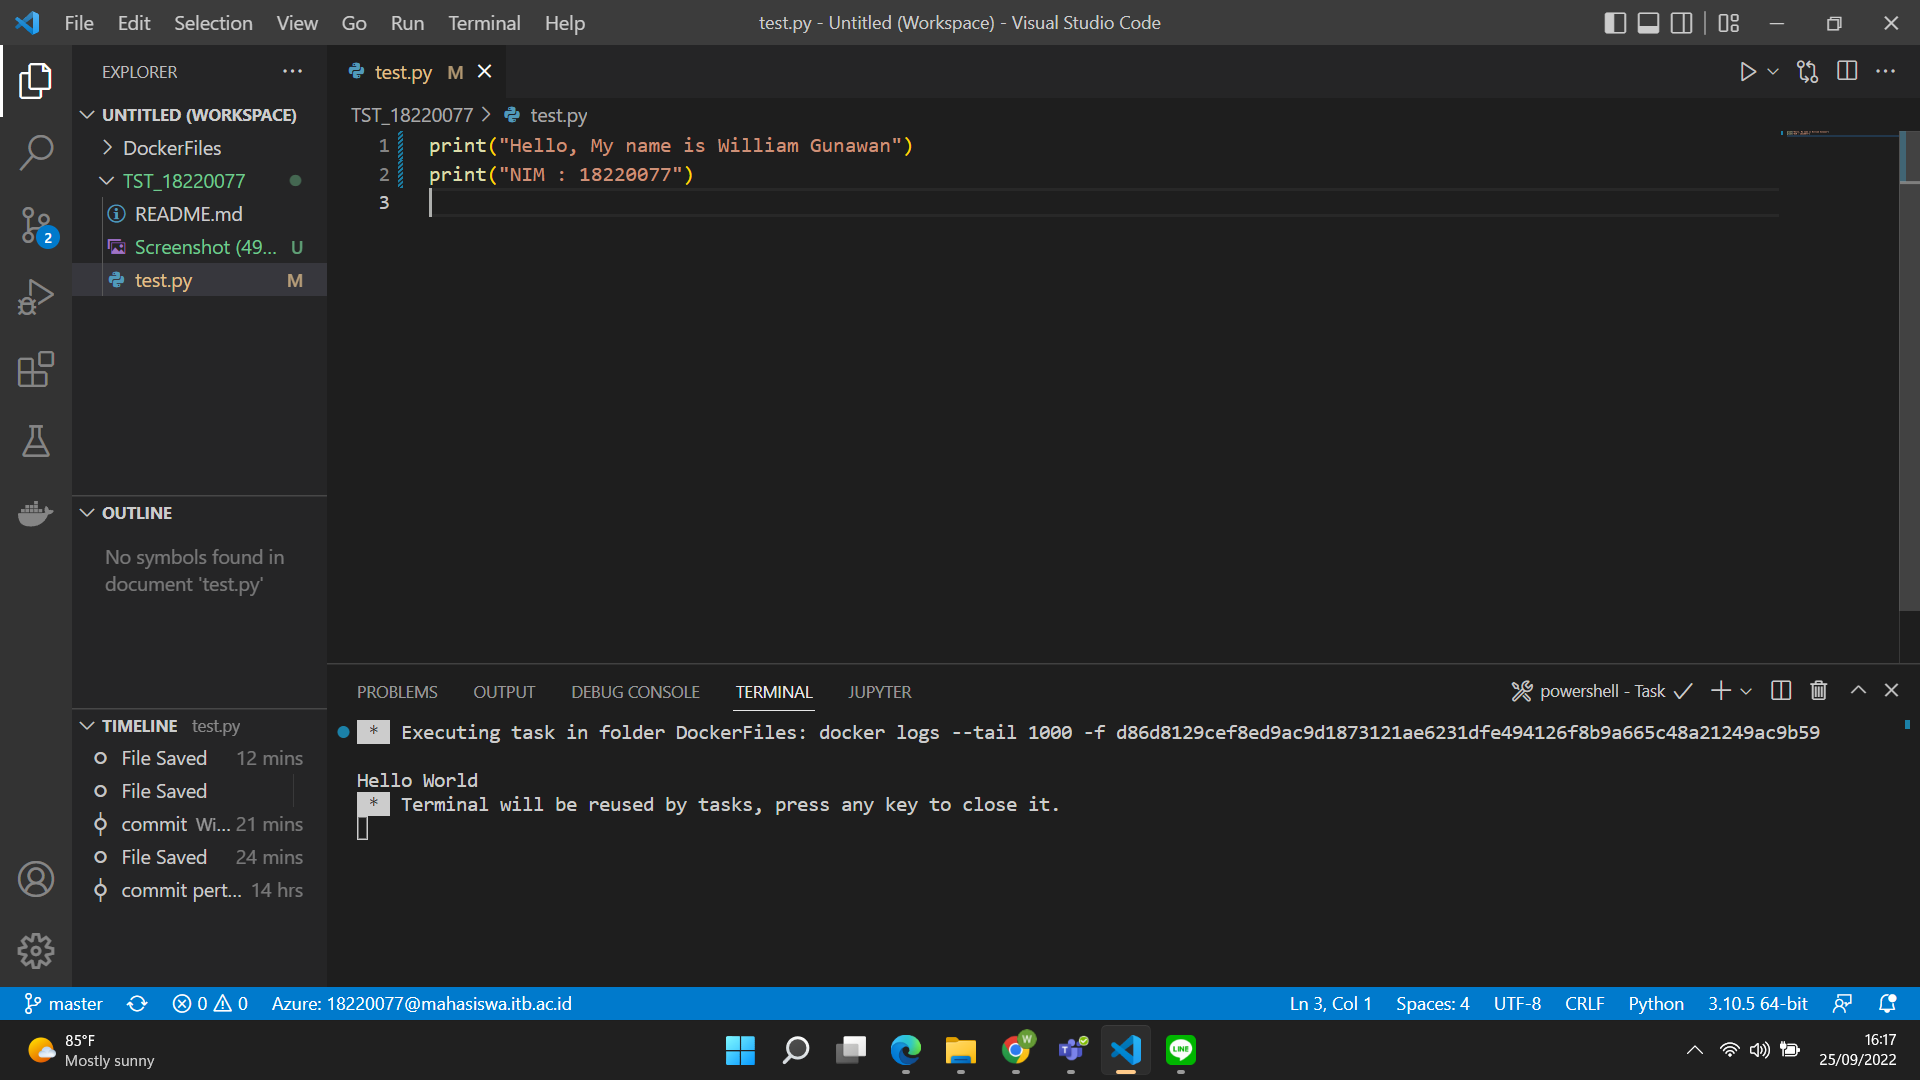 File Edit Selection View Go Run Terminal Help
test.py - Untitled (Workspace) - Visual Studio Code
EXPLORER
UNTITLED (WORKSPACE)
DockerFiles
TST_18220077
README.md
Screenshot (49... U
test.py M
OUTLINE
No symbols found in
document 'test.py'
TIMELINE test.py
File Saved 12 mins
File Saved
commit Wi... 21 mins
File Saved 24 mins
commit pert... 14 hrs
2
test.py M
TST_18220077 > test.py
1 print("Hello, My name is William Gunawan")
2 print("NIM : 18220077")
3
PROBLEMS OUTPUT DEBUG CONSOLE TERMINAL JUPYTER
powershell - Task
* Executing task in folder DockerFiles: docker logs --tail 1000 -f d86d8129cef8ed9ac9d1873121ae6231dfe494126f8b9a665c48a21249ac9b59
Hello World
* Terminal will be reused by tasks, press any key to close it.
master 0 0 Azure: 18220077@mahasiswa.itb.ac.id
Ln 3, Col 1 Spaces: 4 UTF-8 CRLF Python 3.10.5 64-bit
85°F
Mostly sunny
W
LINE
16:17
25/09/2022